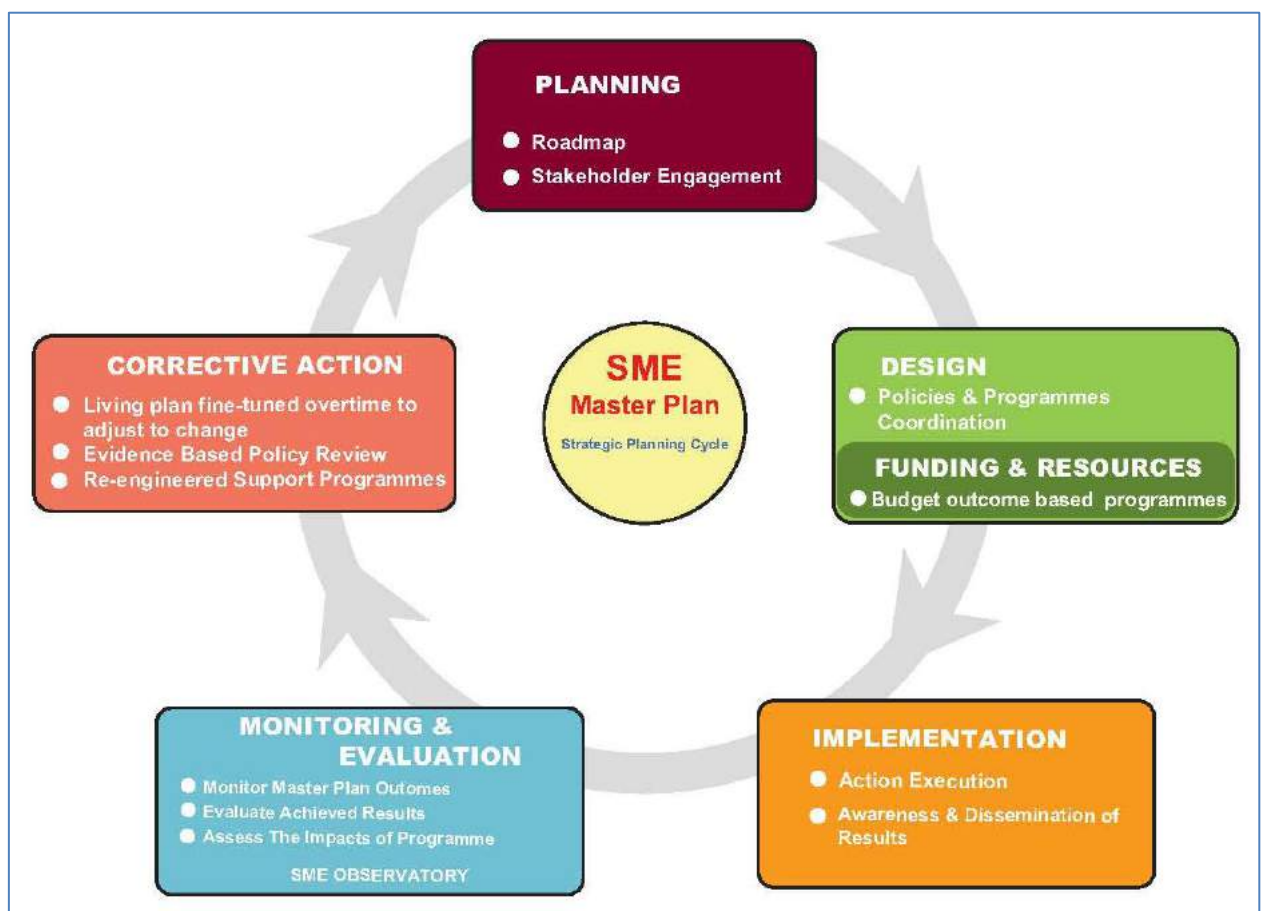 PLANNING
Roadmap
Stakeholder Engagement
SME
Master Plan
Strategic Planning Cycle
DESIGN
Policies & Programmes
Coordination
FUNDING & RESOURCES
Budget outcome based programmes
IMPLEMENTATION
Action Execution
Awareness & Dissemination of
Results
MONITORING &
EVALUATION
Monitor Master Plan Outomes
Evaluate Achieved Results
Assess The Impacts of Programme
SME OBSERVATORY
CORRECTIVE ACTION
Living plan fine-tuned overtime to
adjust to change
Evidence Based Policy Review
Re-engineered Support Programmes